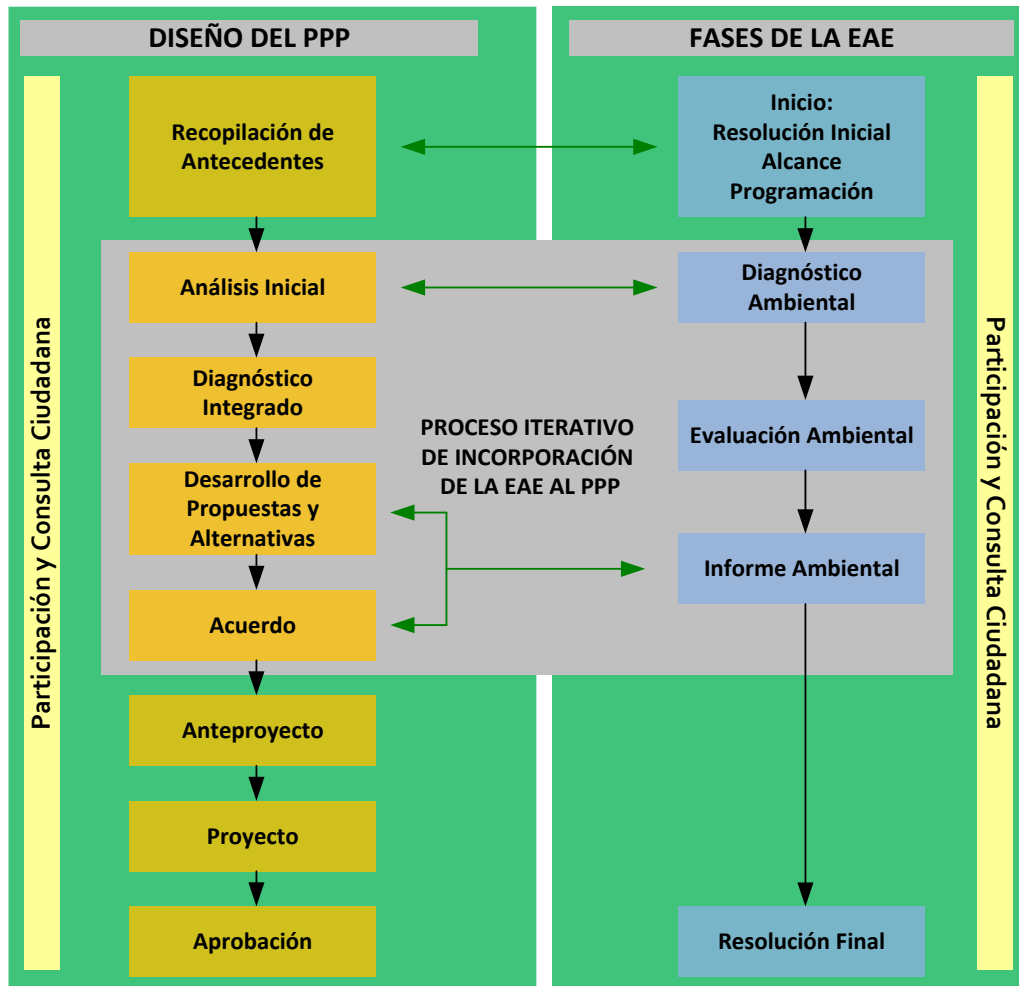 DISEÑO DEL PPP
FASES DE LA EAE
Participación y Consulta Ciudadana
Recopilación de
Antecedentes
Inicio:
Resolución Inicial
Alcance
Programación
Análisis Inicial
Diagnóstico
Ambiental
Diagnóstico
Integrado
PROCESO ITERATIVO
DE INCORPORACIÓN
DE LA EAE AL PPP
Evaluación Ambiental
Desarrollo de
Propuestas y
Alternativas
Informe Ambiental
Acuerdo
Anteproyecto
Proyecto
Aprobación
Resolución Final
Participación y Consulta Ciudadana